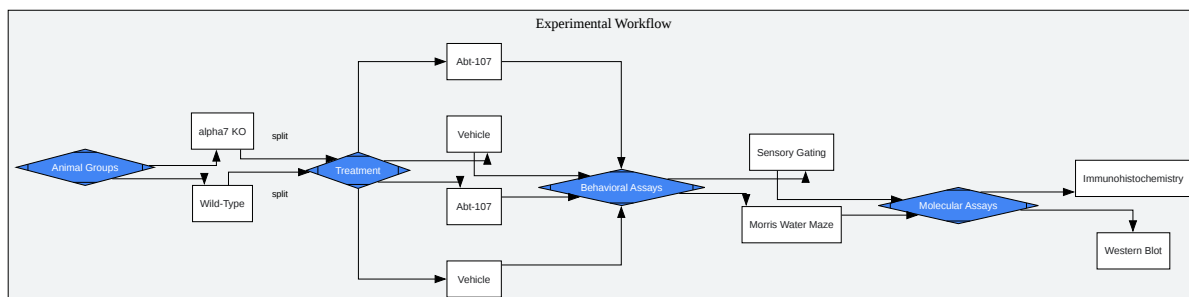 Experimental Workflow
Animal Groups
alpha7 KO
Wild-Type
split
split
Treatment
Abt-107
Vehicle
Abt-107
Vehicle
Behavioral Assays
Sensory Gating
Morris Water Maze
Molecular Assays
Immunohistochemistry
Western Blot